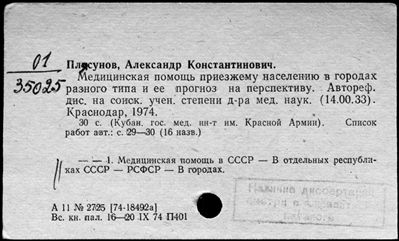 01
35025
Плясунов, Александр Константинович.
Медицинская помощь приезжему населению в городах
разного типа и ее прогноз на перспективу. Автореф.
дис. на соиск. учен. степени д-ра мед. наук. (14.00.33).
Краснодар, 1974.
30 с. (Кубан. гос. мед. ин-т им. Красной Армии). Список
работ авт.: с. 29—30 (16 назв.)
— — 1. Медицинская помощь в СССР — В отдельных республи-
ках СССР — РСФСР — В городах.
А 11 № 2725 [74-18492а]
Вс. кн. пал. 16—20 IX 74 П401